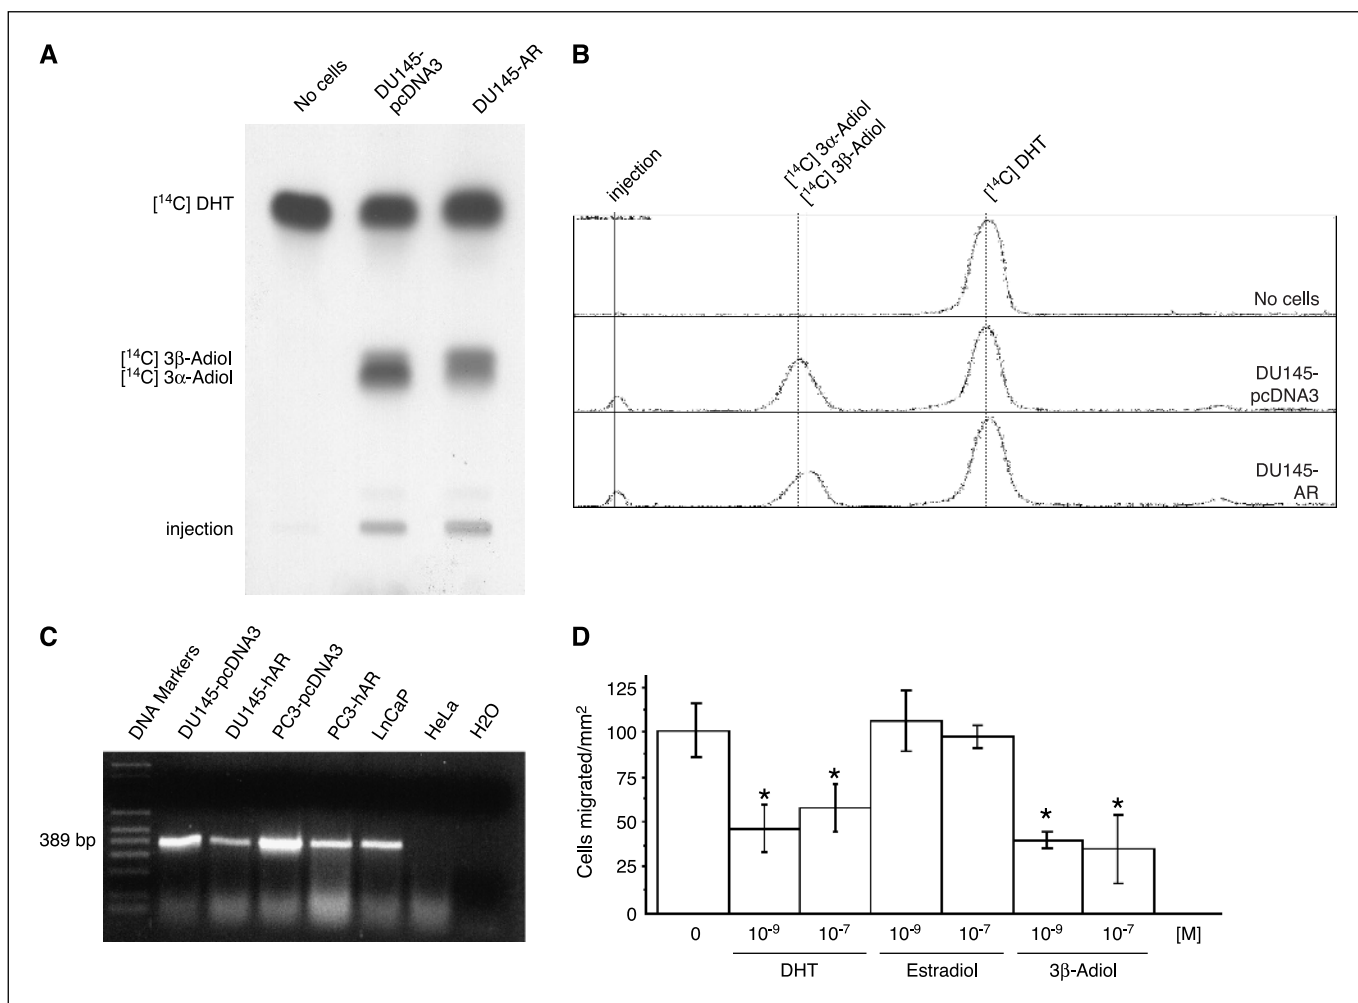 A
No cells
DU145-
pcDNA3
DU145-AR
[¹⁴C] DHT
[¹⁴C] 3β-Adiol
[¹⁴C] 3α-Adiol
injection
B
injection
[¹⁴C] 3α-Adiol
[¹⁴C] 3β-Adiol
[¹⁴C] DHT
No cells
DU145-
pcDNA3
DU145-
AR
C
DNA Markers
DU145-pcDNA3
DU145-hAR
PC3-pcDNA3
PC3-hAR
LnCaP
HeLa
H2O
389 bp
D
Cells migrated/mm²
125
100
75
50
25
0
*
*
*
*
0 10⁻⁹ 10⁻⁷ 10⁻⁹ 10⁻⁷ 10⁻⁹ 10⁻⁷ [M]
DHT Estradiol 3β-Adiol